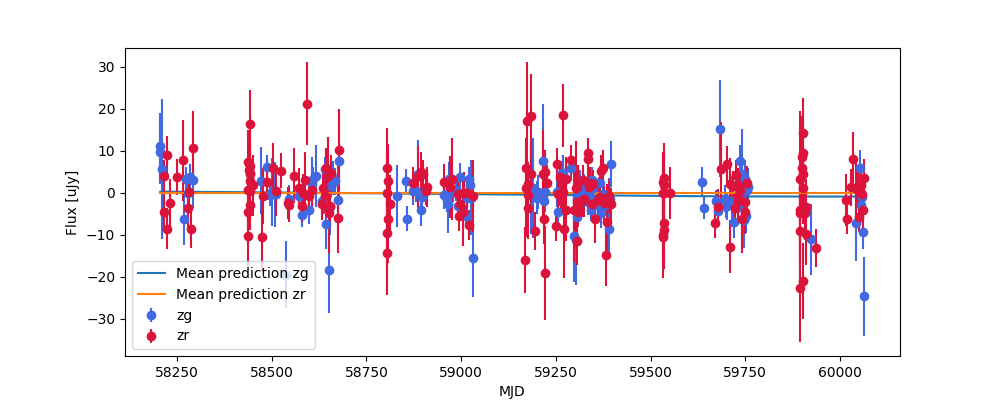 30
20
10
0
−10
−20
−30
Flux [uJy]
Mean prediction zg
Mean prediction zr
zg
zr
58250
58500
58750
59000
59250
59500
59750
60000
MJD